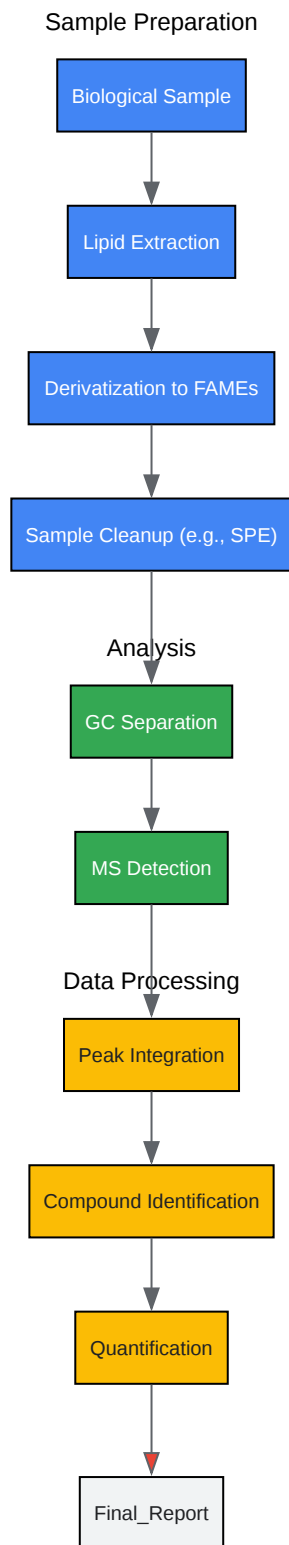 Sample Preparation
Biological Sample
Lipid Extraction
Derivatization to FAMEs
Sample Cleanup (e.g., SPE)
Analysis
GC Separation
MS Detection
Data Processing
Peak Integration
Compound Identification
Quantification
Final_Report